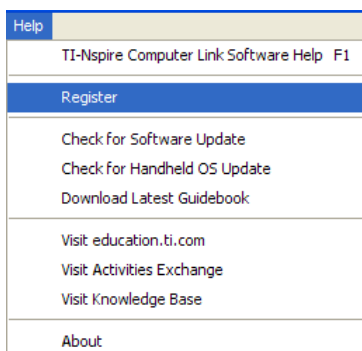 Help
TI-Nspire Computer Link Software Help F1
Register
Check for Software Update
Check for Handheld OS Update
Download Latest Guidebook
Visit education.ti.com
Visit Activities Exchange
Visit Knowledge Base
About